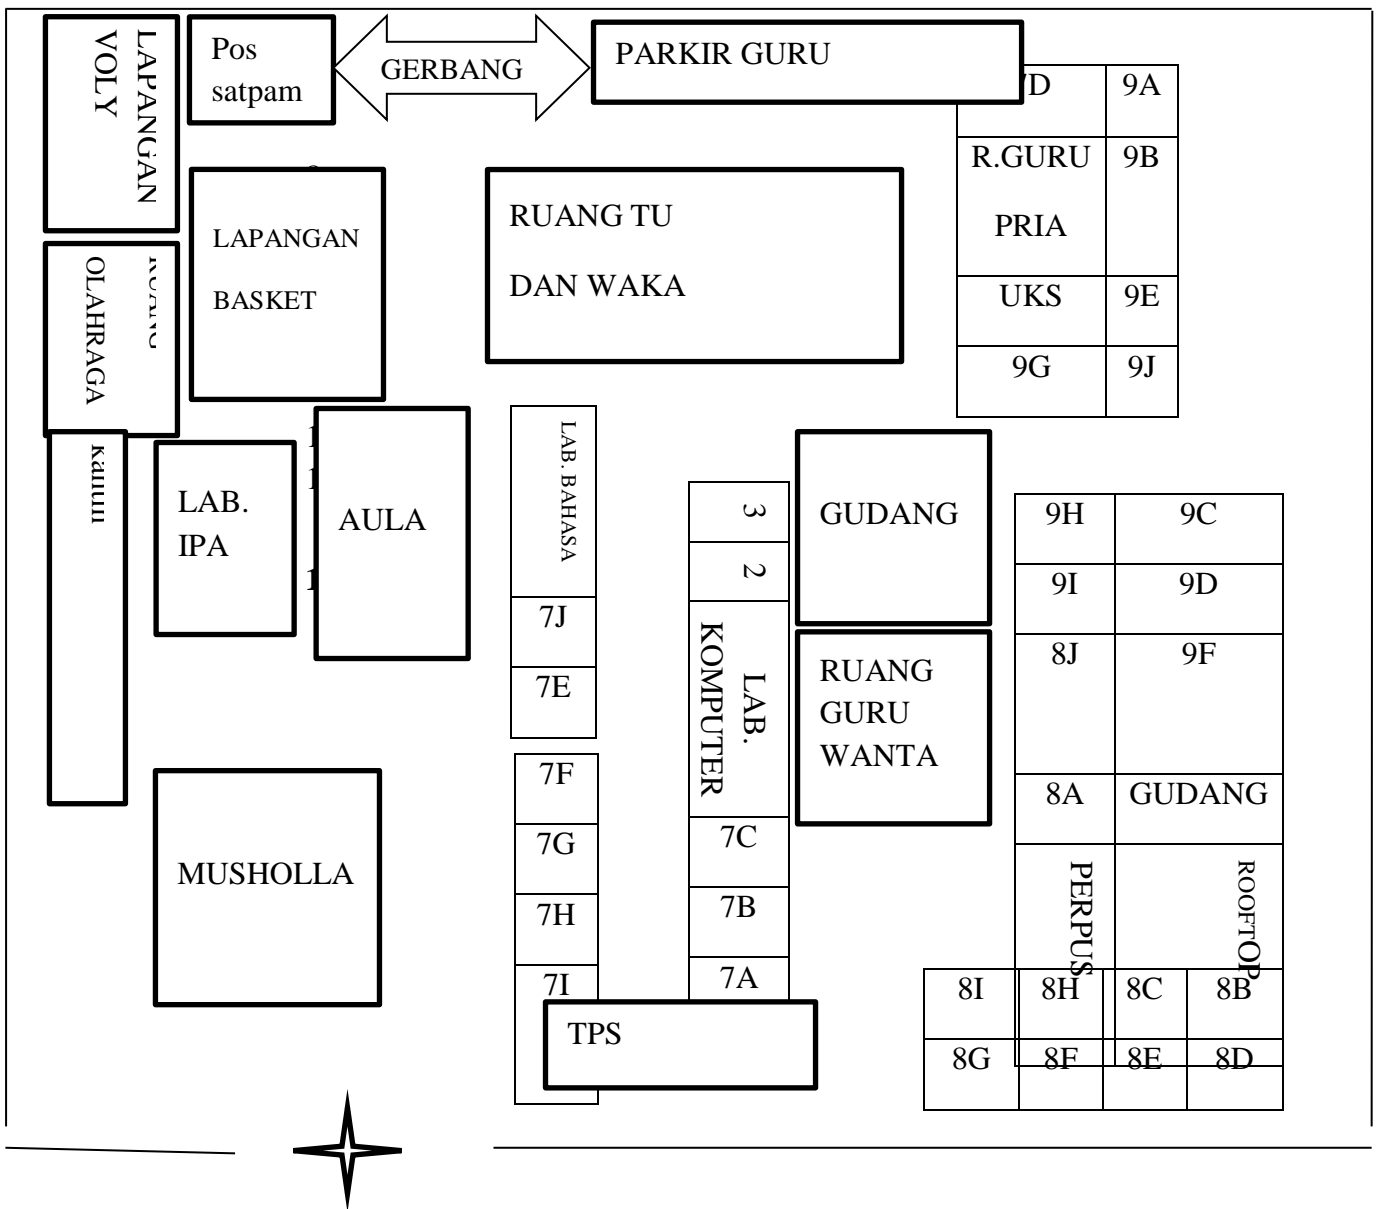 LAPANGAN
VOLY
Pos
satpam
GERBANG
PARKIR GURU
9A
R.GURU
PRIA
9B
UKS
9E
9G
9J
LAPANGAN
BASKET
RUANG TU
DAN WAKA
OLAHRAGA
LAB.
IPA
AULA
LAB. BAHASA
7J
7E
7F
7G
7H
7I
3
2
LAB.
KOMPUTER
7C
7B
7A
GUDANG
RUANG
GURU
WANTA
9H
9C
9I
9D
8J
9F
8A
GUDANG
PERPUS
ROOFTOP
8I
8H
8C
8B
8G
8F
8E
8D
MUSHOLLA
TPS